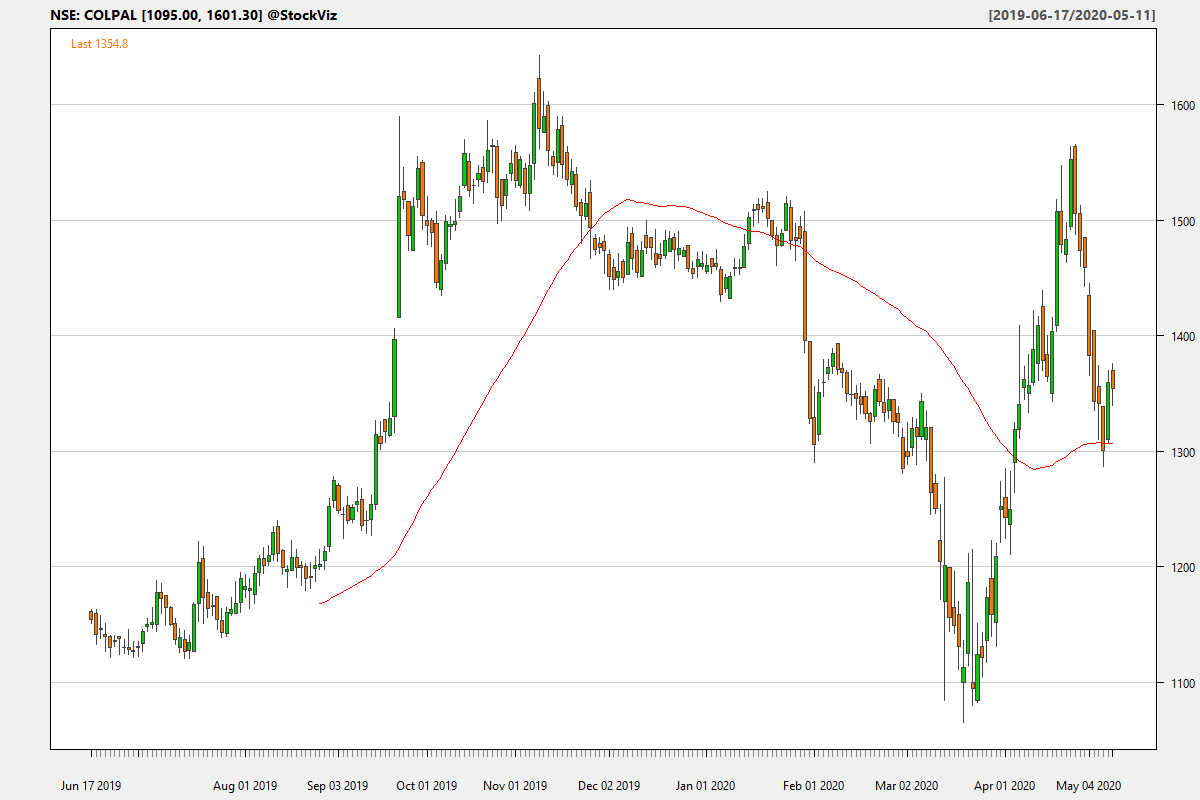 NSE: COLPAL [1095.00, 1601.30] @StockViz [2019-06-17/2020-05-11]
Last 1354.8
1600
1500
1400
1300
1200
1100
Jun 17 2019 Aug 01 2019 Sep 03 2019 Oct 01 2019 Nov 01 2019 Dec 02 2019 Jan 01 2020 Feb 01 2020 Mar 02 2020 Apr 01 2020 May 04 2020